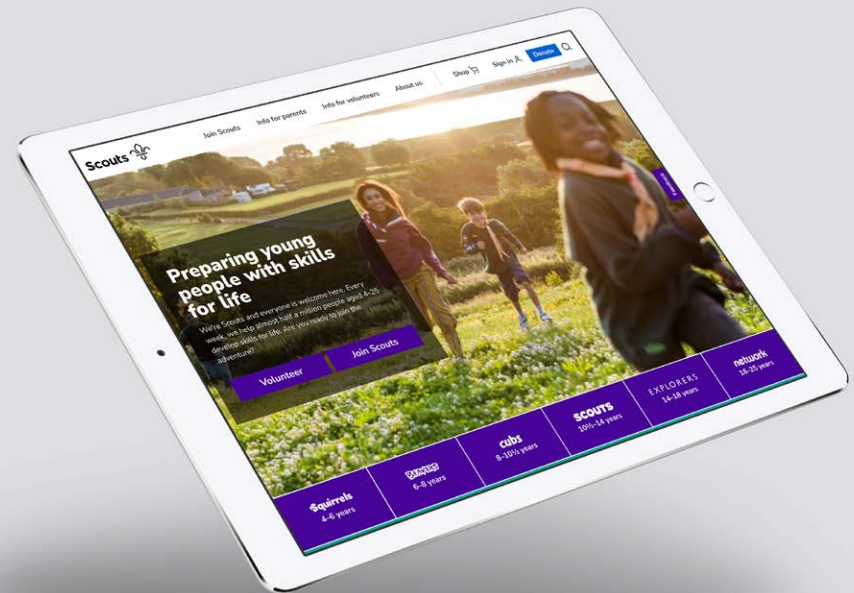 Scouts
Join Scouts
Info for parents
Info for volunteers
About us
Shop
Sign in
Donate
Feedback
Preparing young
people with skills
for life
We're Scouts and everyone is welcome here. Every
week, we help almost half a million people aged 4-25
develop skills for life. Are you ready to join the
adventure?
Volunteer
Join Scouts
Squirrels
4-6 years
BEAVERS
6-8 years
cubs
8-10½ years
SCOUTS
10½-14 years
EXPLORERS
14-18 years
network
18-25 years